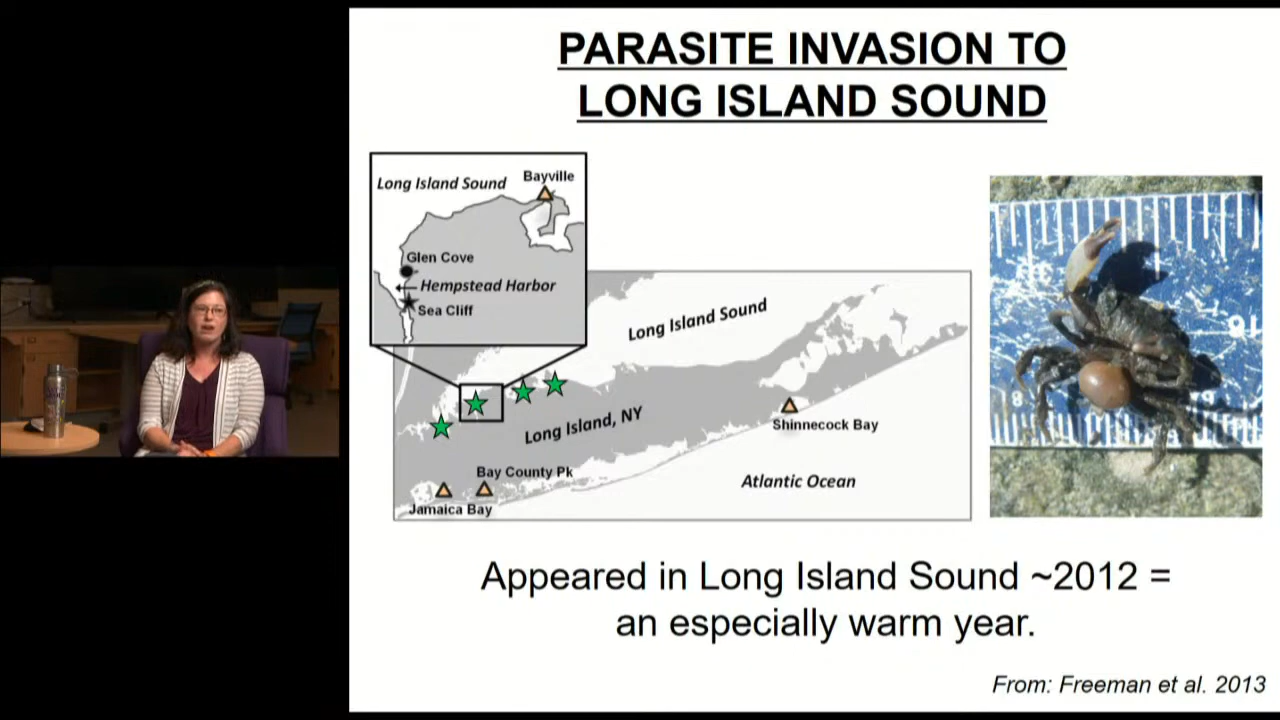 PARASITE INVASION TO
LONG ISLAND SOUND
Long Island Sound
Bayville
Glen Cove
Hempstead Harbor
Sea Cliff
Long Island Sound
Long Island, NY
Shinnecock Bay
Bay County Pk
Jamaica Bay
Atlantic Ocean
Appeared in Long Island Sound ~2012 =
an especially warm year.
From: Freeman et al. 2013